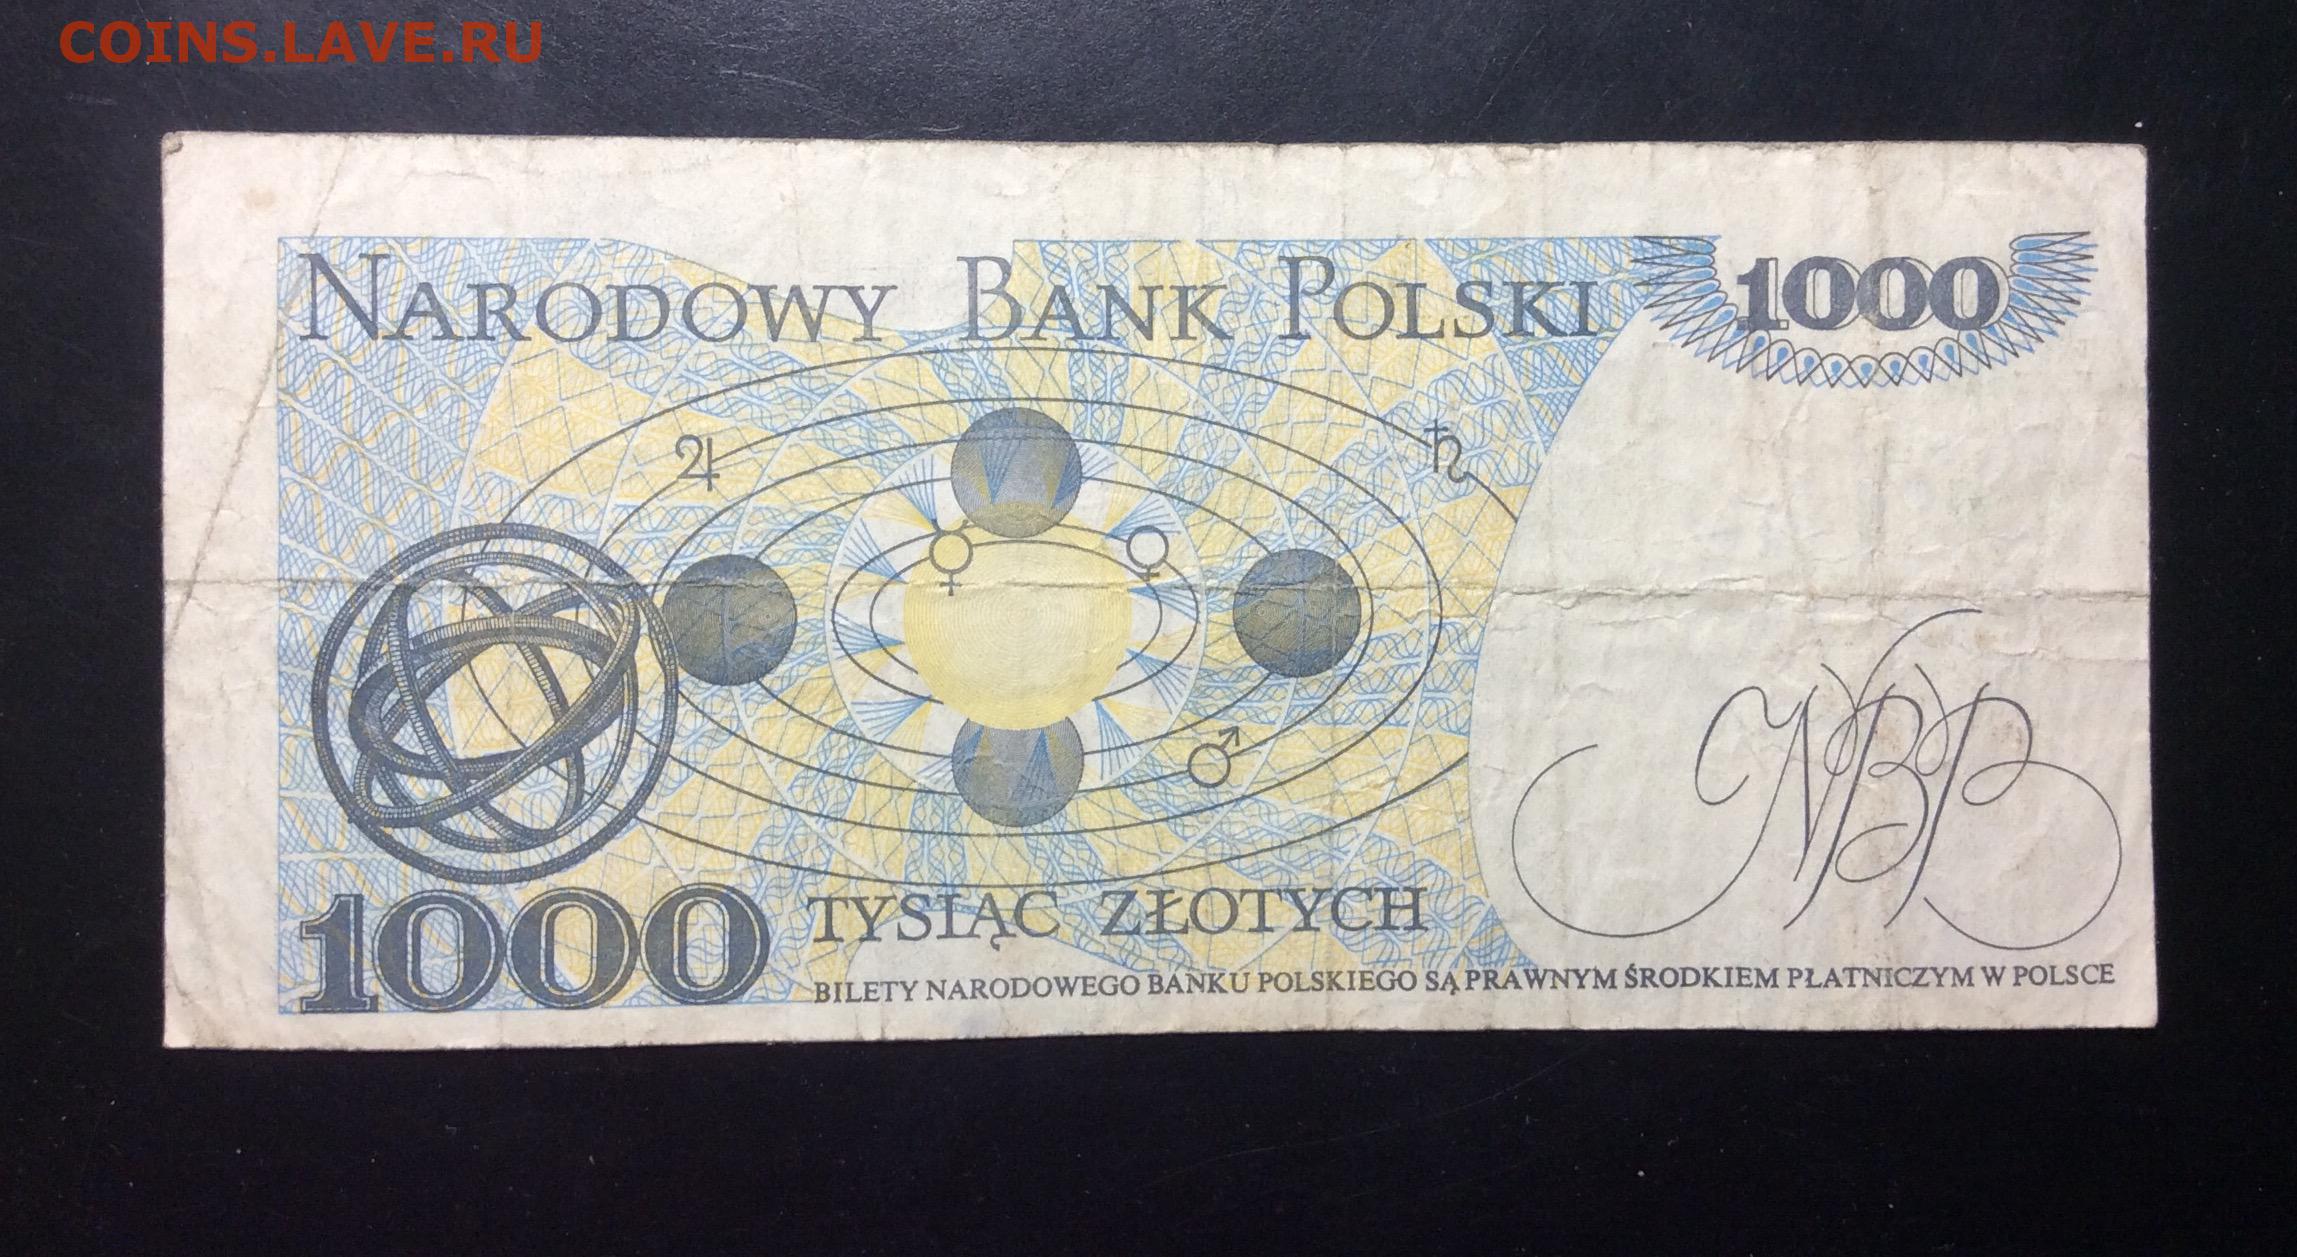 COINS.LAVE.RU
NARODOWY BANK POLSKI 1000
NBP
1000 TYSIĄC ZŁOTYCH
BILETY NARODOWEGO BANKU POLSKIEGO SĄ PRAWNYM ŚRODKIEM PŁATNICZYM W POLSCE